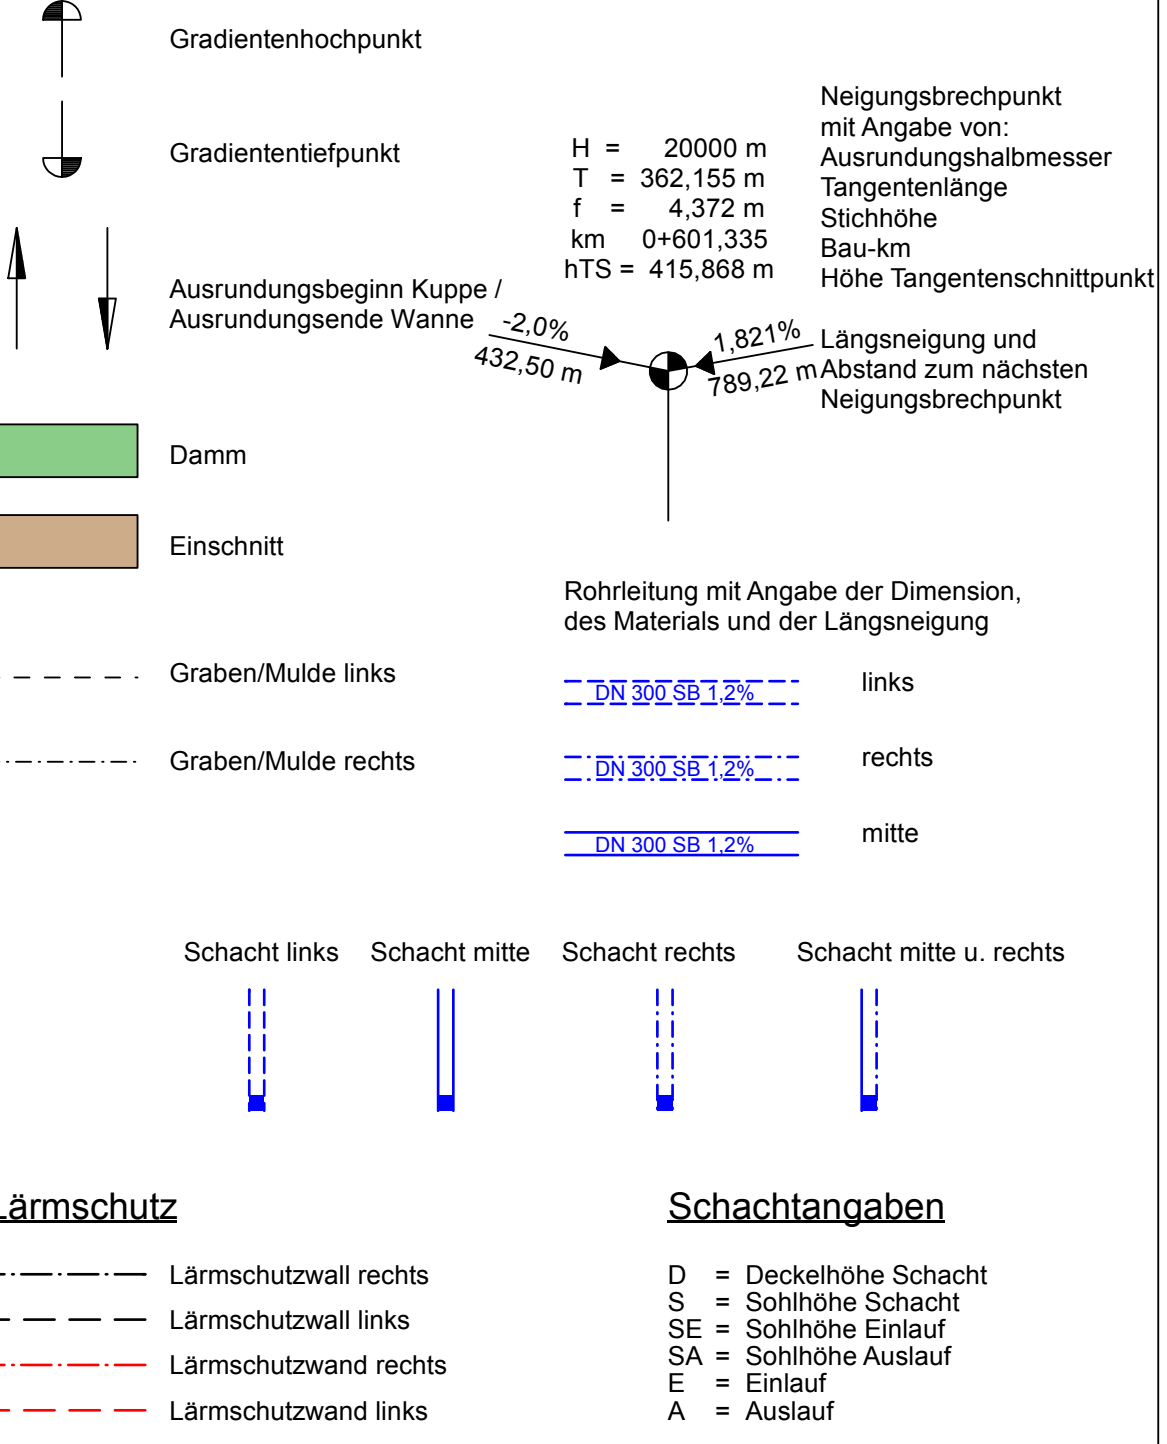 Gradientenhochpunkt
Gradiententiefpunkt
Ausrundungsbeginn Kuppe /
Ausrundungsende Wanne
Damm
Einschnitt
Graben/Mulde links
Graben/Mulde rechts
H = 20000 m
T = 362,155 m
f = 4,372 m
km 0+601,335
hTS = 415,868 m
Neigungsbrechpunkt
mit Angabe von:
Ausrundungshalbmesser
Tangentenlänge
Stichhöhe
Bau-km
Höhe Tangentenschnittpunkt
-2,0%
432,50 m
1,821%
789,22 m
Längsneigung und
Abstand zum nächsten
Neigungsbrechpunkt
Rohrleitung mit Angabe der Dimension,
des Materials und der Längsneigung
DN 300 SB 1,2% links
DN 300 SB 1,2% rechts
DN 300 SB 1,2% mitte
Schacht links Schacht mitte Schacht rechts Schacht mitte u. rechts
Lärmschutz
Lärmschutzwall rechts
Lärmschutzwall links
Lärmschutzwand rechts
Lärmschutzwand links
Schachtangaben
D = Deckelhöhe Schacht
S = Sohlhöhe Schacht
SE = Sohlhöhe Einlauf
SA = Sohlhöhe Auslauf
E = Einlauf
A = Auslauf